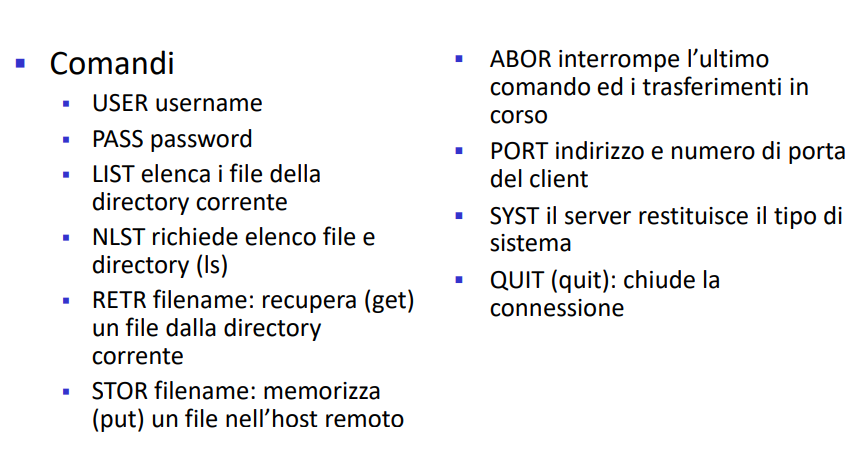 Comandi
USER username
PASS password
LIST elenca i file della
directory corrente
NLST richiede elenco file e
directory (ls)
RETR filename: recupera (get)
un file dalla directory
corrente
STOR filename: memorizza
(put) un file nell’host remoto
ABOR interrompe l’ultimo
comando ed i trasferimenti in
corso
PORT indirizzo e numero di porta
del client
SYST il server restituisce il tipo di
sistema
QUIT (quit): chiude la
connessione